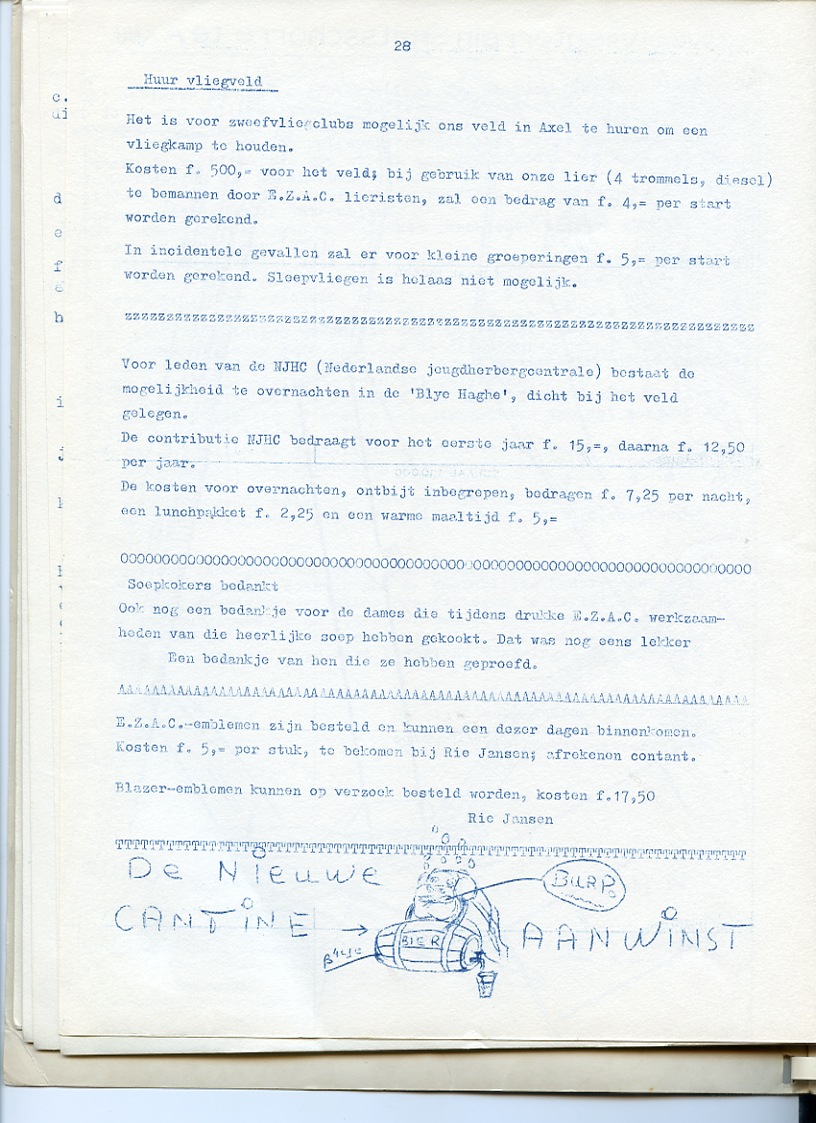 28
Huur vliegveld
c.
di
Het is voor zweefvliegclubs mogelijk ons veld in Axel te huren om een
vliegkamp te houden.
Kosten f. 500,= voor het veld; bij gebruik van onze lier (4 trommels, diesel)
te bemannen door E.Z.A.C. lieristen, zal een bedrag van f. 4,= per start
worden gerekend.
d
e
In incidentele gevallen zal er voor kleine groeperingen f. 5,= per start
worden gerekend. Sleepvliegen is helaas niet mogelijk.
f
h
zzzzzzzzzzzzzzzzzzzzzzzzzzzzzzzzzzzzzzzzzzzzzzzzzzzzzzzzzzzzzzzzzzzzzzzzzzzzzzzzzzzzzz
Voor leden van de NJHC (Nederlandse jeugdherbergcentrale) bestaat de
mogelijkheid te overnachten in de 'Blye Haghe', dicht bij het veld
gelegen.
i
De contributie NJHC bedraagt voor het eerste jaar f. 15,=, daarna f. 12,50
per jaar.
j
De kosten voor overnachten, ontbijt inbegrepen, bedragen f. 7,25 per nacht,
een lunchpakket f. 2,25 en een warme maaltijd f. 5,=
OOOOOOOOOOOOOOOOOOOOOOOOOOOOOOOOOOOOOOOOOOOOOOOOOOOOOOOOOOOOOOOOOOOOOOOOOOOOOOOOOO
Soepkokers bedankt
Ook nog een bedankje voor de dames die tijdens drukke E.Z.A.C. werkzaam-
heden van die heerlijke soep hebben gekookt. Dat was nog eens lekker
Een bedankje van hen die ze hebben geproefd.
AAAAAAAAAAAAAAAAAAAAAAAAAAAAAAAAAAAAAAAAAAAAAAAAAAAAAAAAAAAAAAAAAAAAAAAAAAAA
E.Z.A.C.-emblemen zijn besteld en kunnen een dezer dagen binnenkomen.
Kosten f. 5,= per stuk, te bekomen bij Rie Jansen; afrekenen contant.
Blazer-emblemen kunnen op verzoek besteld worden, kosten f.17,50
Rie Jansen
TTTTTTTTTTTTTTTTTTTTTTTTTTTTTTTTTTTTTTTTTTTTTTTTTTTTTTTTTTTTTTTTTTTTTTTTTTTT
De Nieuwe
BURP.
CANTINE → AANWINST
BIER